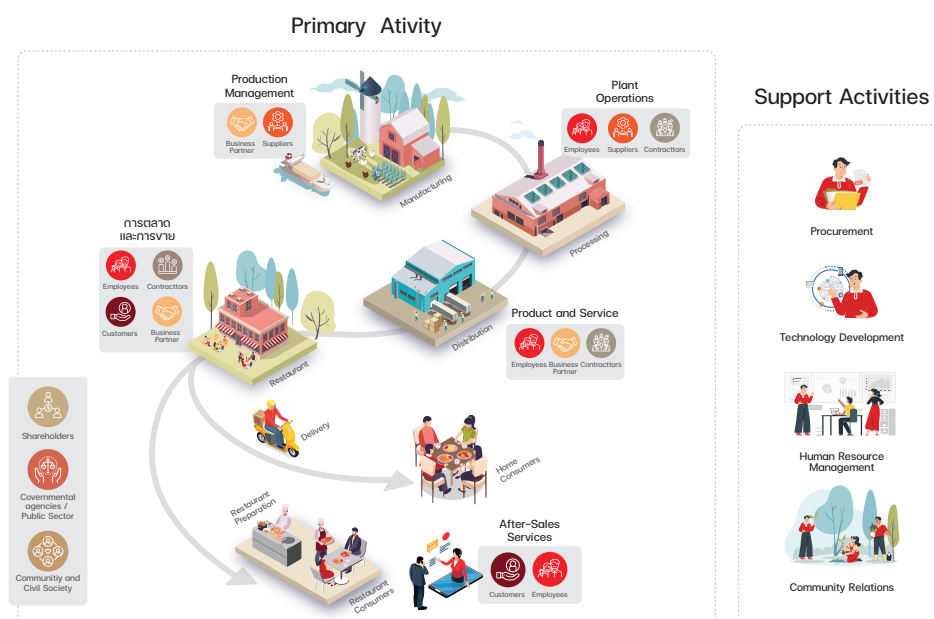 Primary Ativity
Support Activities
Production
Management
Business
Partner
Suppliers
Manufacturing
Plant
Operations
Employees
Suppliers
Contracttors
Processing
การตลาด
และการขาย
Employees
Contracttors
Customers
Business
Partner
Restaurant
Distribution
Product and Service
Employees
Business
Partner
Contracttors
Shareholders
Covernmental
agencies /
Public Sector
Communitiy and
Civil Society
Delivery
Home
Consumers
Restaurant
Preparation
Restaurant
Consumers
After-Sales
Services
Customers
Employees
Procurement
Technology Development
Human Resource
Management
Community Relations